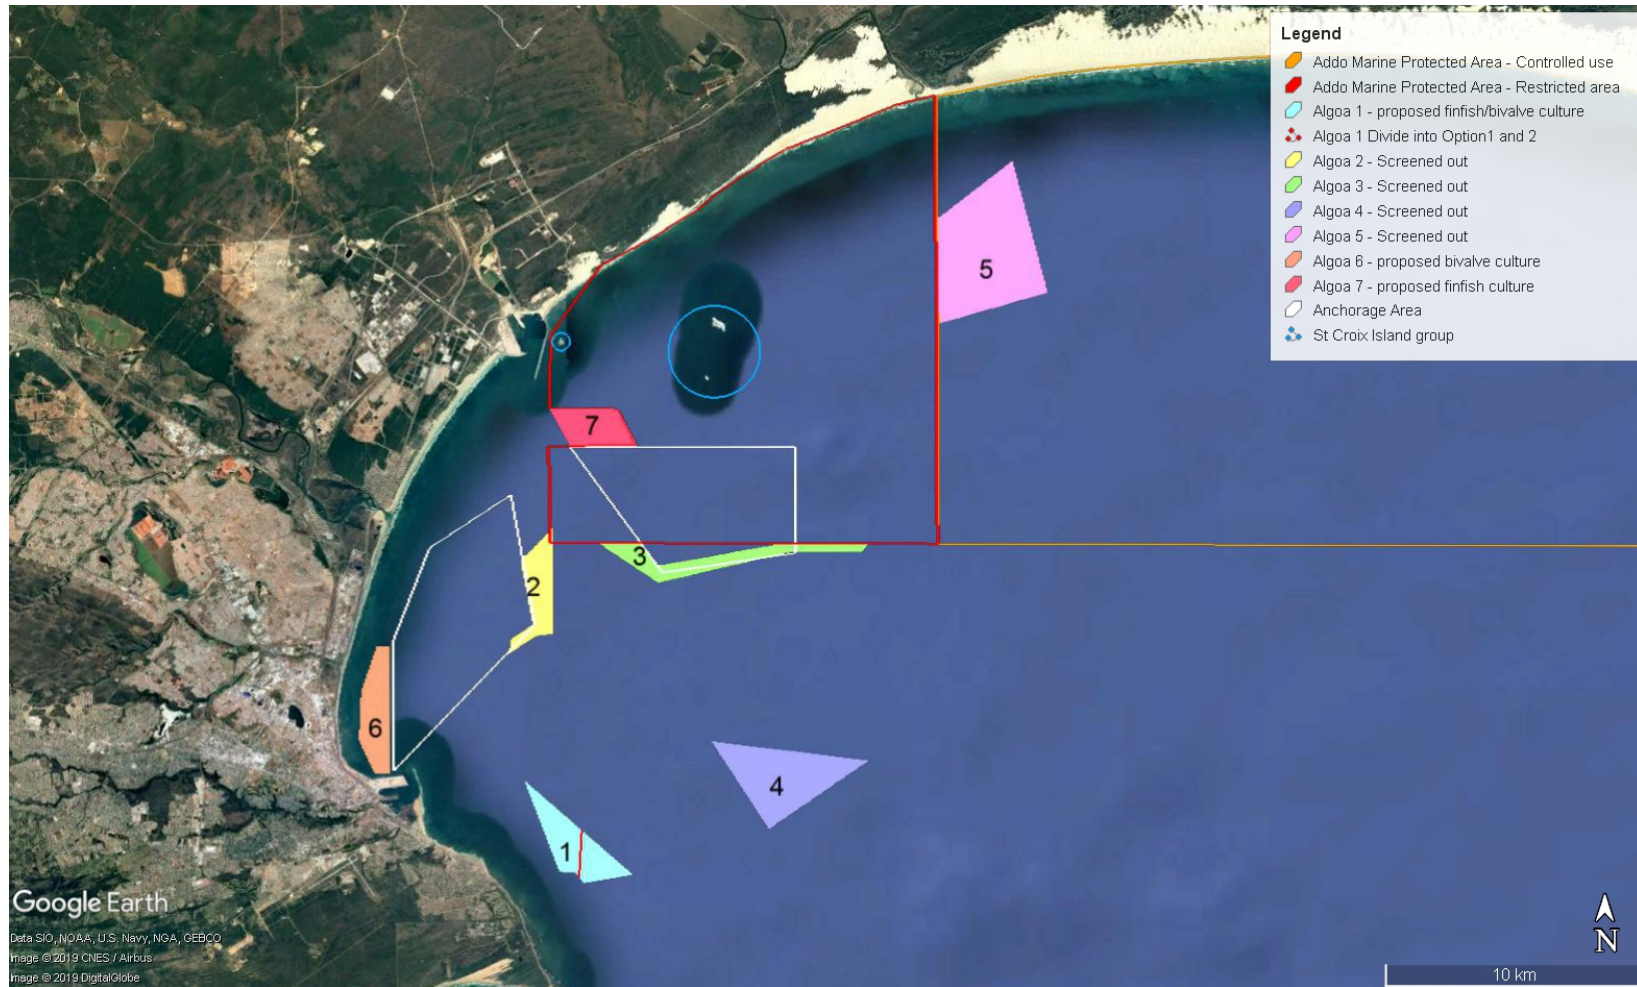 Legend
Addo Marine Protected Area - Controlled use
Addo Marine Protected Area - Restricted area
Algoa 1 - proposed finfish/bivalve culture
Algoa 1 Divide into Option1 and 2
Algoa 2 - Screened out
Algoa 3 - Screened out
Algoa 4 - Screened out
Algoa 5 - Screened out
Algoa 6 - proposed bivalve culture
Algoa 7 - proposed finfish culture
Anchorage Area
St Croix Island group
5
7
3
2
6
4
1
Google Earth
Data SIO, NOAA, U.S. Navy, NGA, GEBCO
Image © 2019 CNES / Airbus
Image © 2019 DigitalGlobe
N
10 km